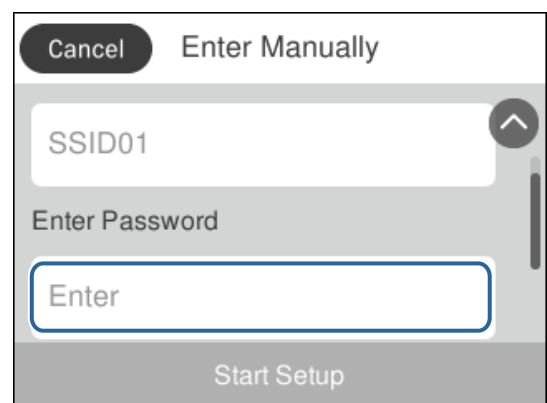 Cancel Enter Manually
SSID01
Enter Password
Enter
Start Setup